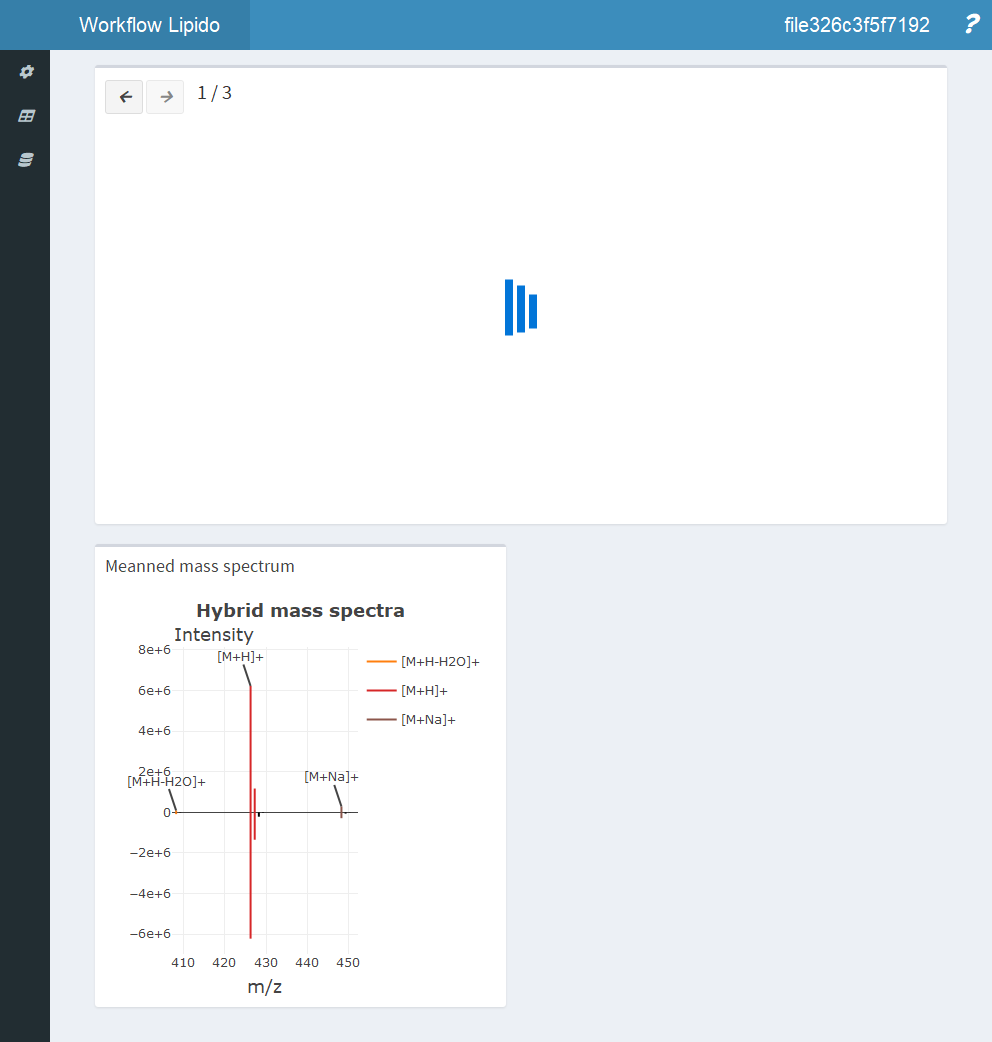 Workflow Lipido
file326c3f5f7192
?
1 / 3
Meanned mass spectrum
Hybrid mass spectra
Intensity
8e+6
6e+6
4e+6
2e+6
0
−2e+6
−4e+6
−6e+6
[M+H]+
[M+H-H2O]+
[M+Na]+
[M+H-H2O]+
[M+H]+
[M+Na]+
410 420 430 440 450
m/z